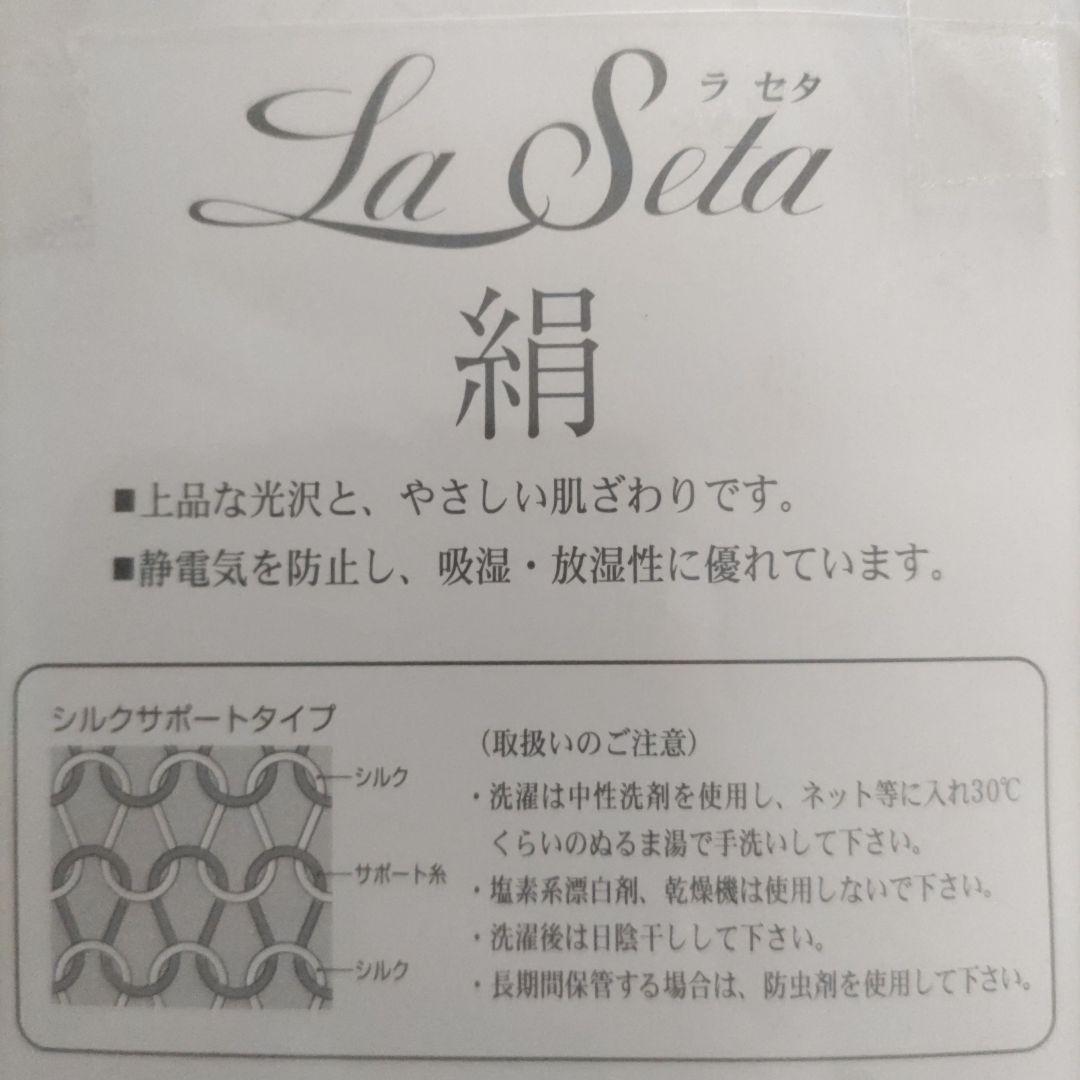 ラ セタ
La Seta
絹
■上品な光沢と、やさしい肌ざわりです。
■静電気を防止し、吸湿・放湿性に優れています。
シルクサポートタイプ
シルク
サポート糸
シルク
（取扱いのご注意）
・洗濯は中性洗剤を使用し、ネット等に入れ30℃
くらいのぬるま湯で手洗いして下さい。
・塩素系漂白剤、乾燥機は使用しないで下さい。
・洗濯後は日陰干しして下さい。
・長期間保管する場合は、防虫剤を使用して下さい。